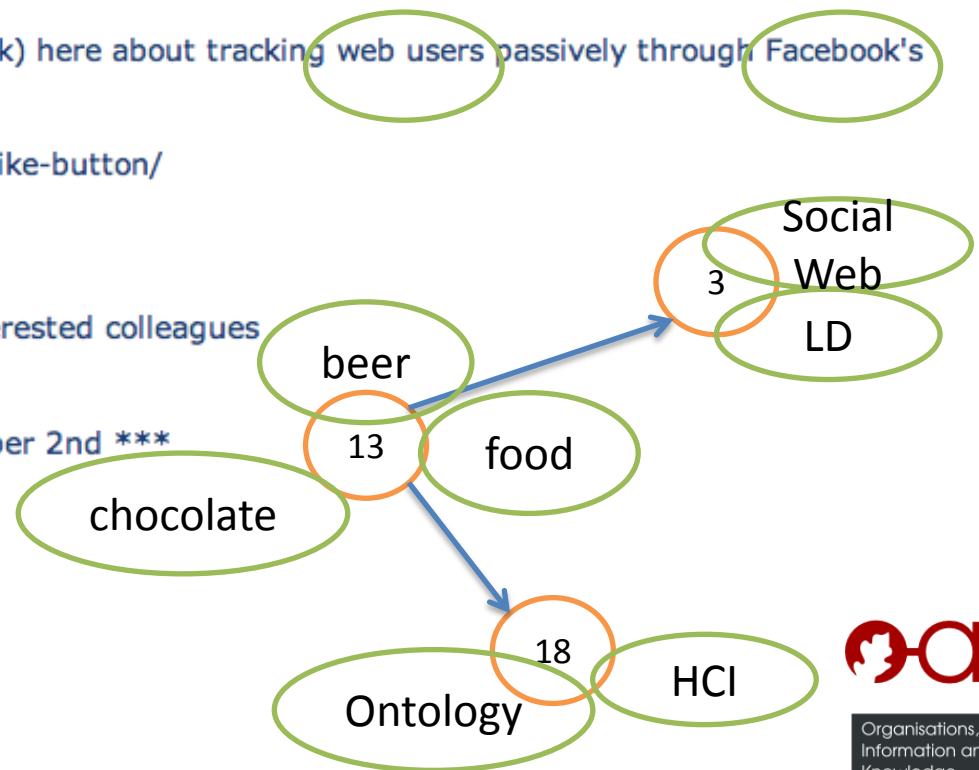 k) here about tracking web users passively through Facebook's
ike-button/
Social
Web
3
LD
erested colleagues
beer
13
food
er 2nd ***
chocolate
18
HCI
Ontology
Organisations,
Information
Knowledge